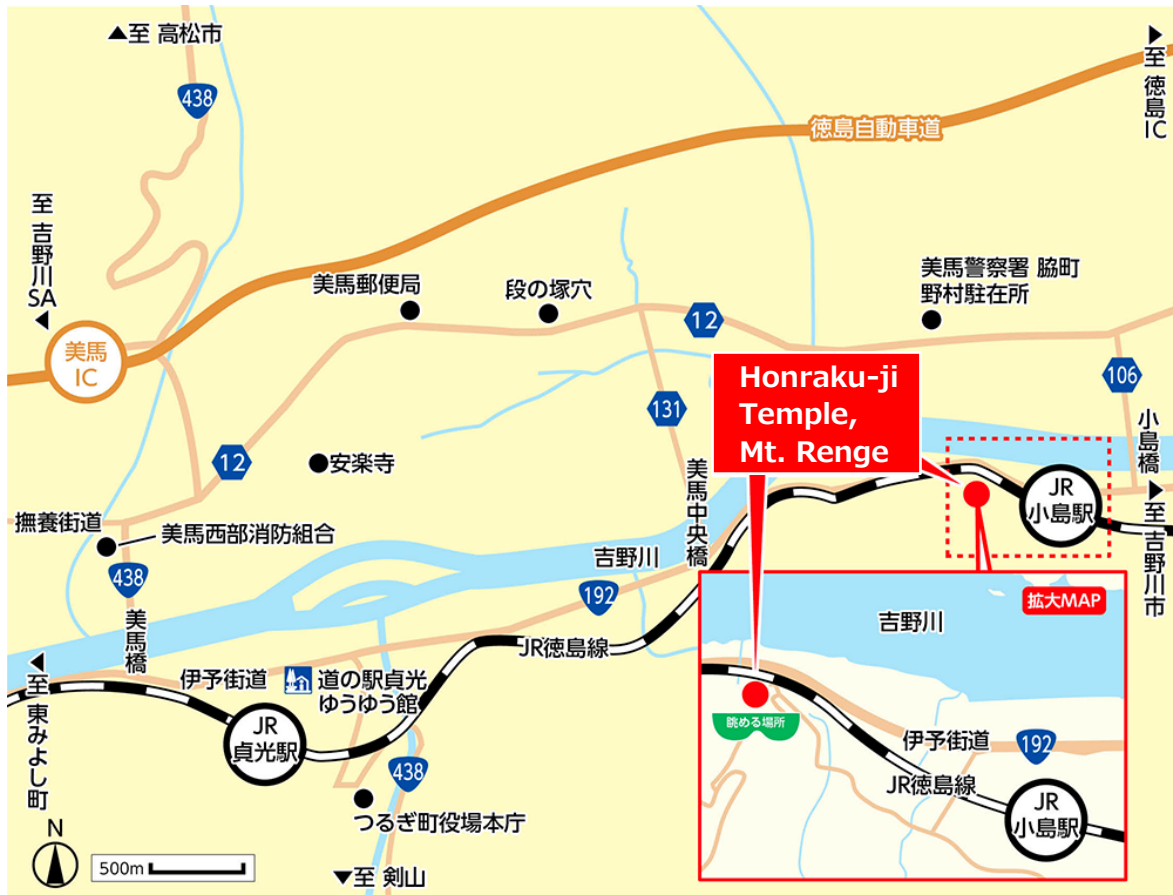 ▲至 高松市
438
徳島自動車道
▶至 徳島IC
至 吉野川SA◀
美馬郵便局
段の塚穴
美馬警察署 脇町
野村駐在所
12
美馬
IC
Honraku-ji
Temple,
Mt. Renge
106
131
小島橋
12
安楽寺
美馬中央橋
JR
小島駅
▶至 吉野川市
撫養街道
美馬西部消防組合
吉野川
438
192
美馬橋
拡大MAP
吉野川
JR徳島線
◀至 東みよし町
伊予街道
道の駅貞光
ゆうゆう館
眺める場所
JR
貞光駅
伊予街道
192
438
JR徳島線
つるぎ町役場本庁
JR
小島駅
N
500m
▼至 剣山